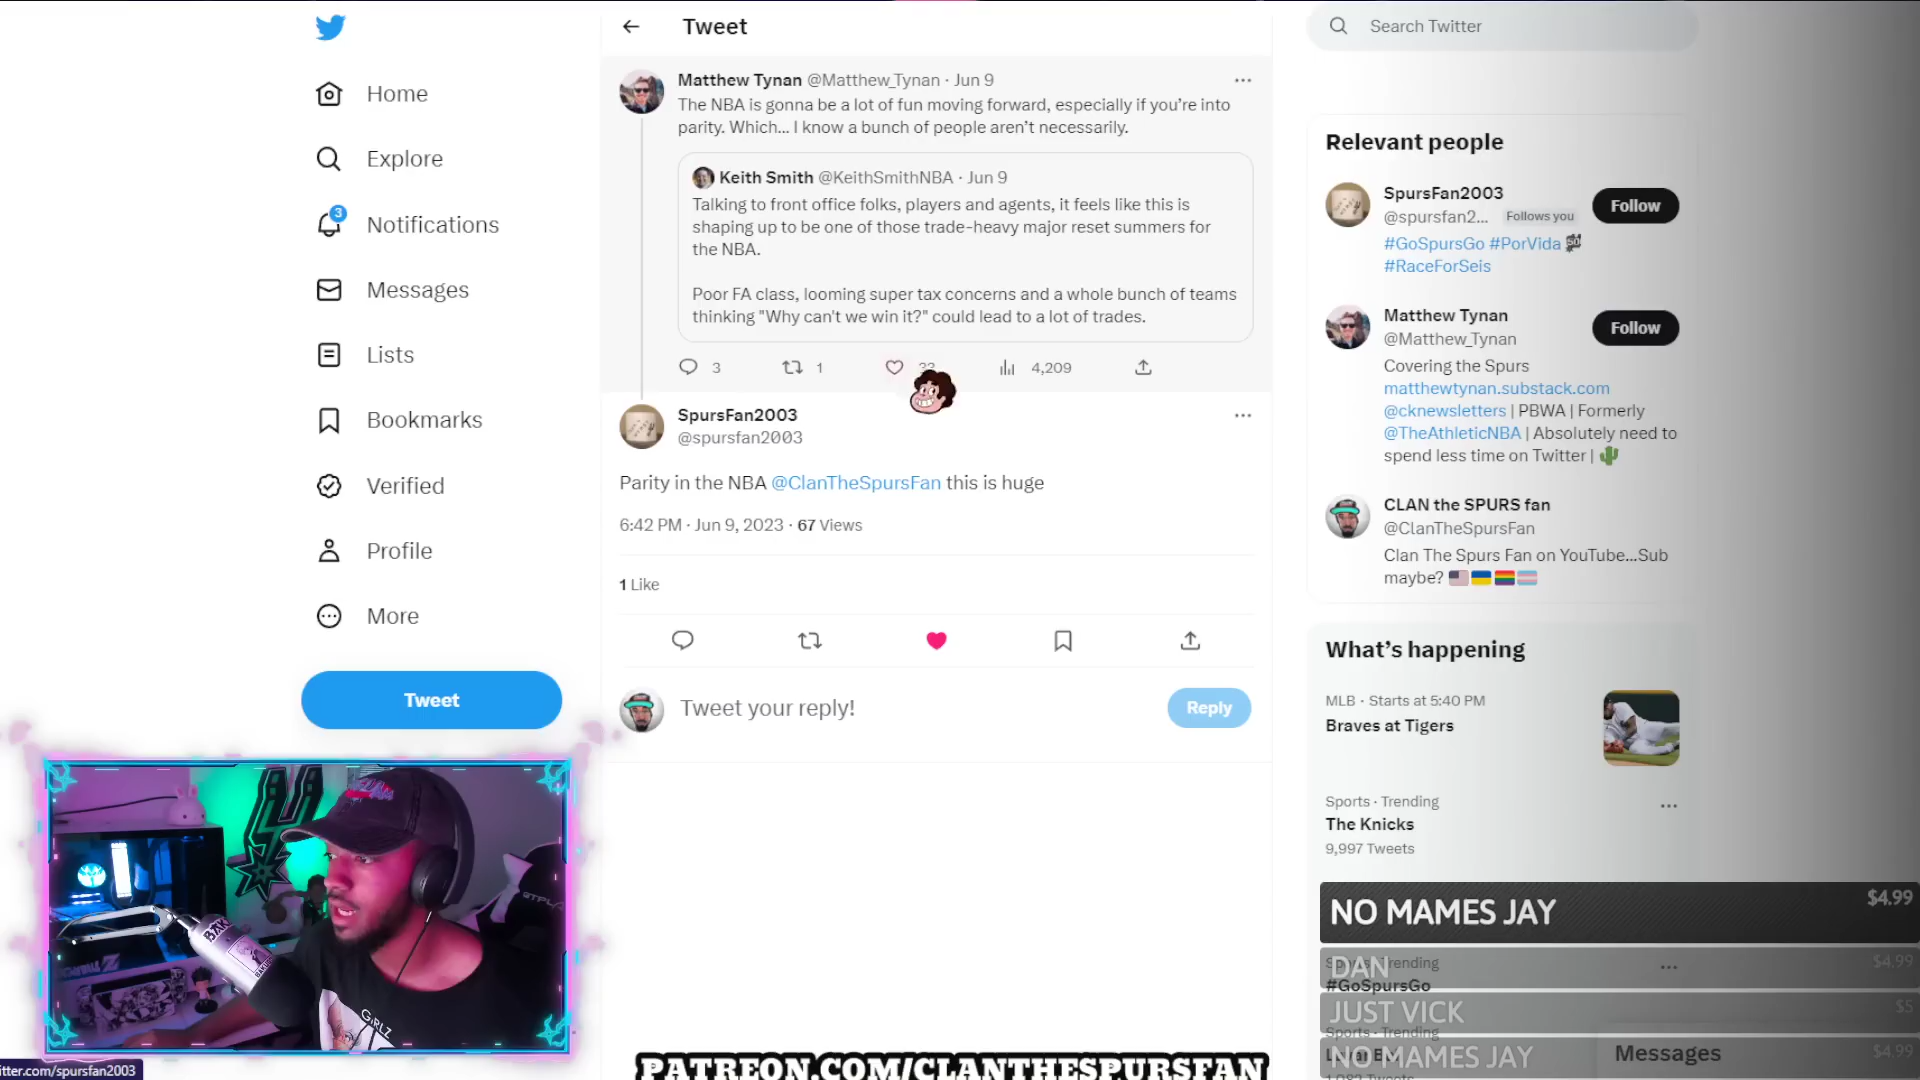 Tweet
Search Twitter
Home
Explore
3
Notifications
Messages
Lists
Bookmarks
Verified
Profile
More
Tweet
Matthew Tynan @Matthew_Tynan · Jun 9
The NBA is gonna be a lot of fun moving forward, especially if you’re into
parity. Which... I know a bunch of people aren’t necessarily.
Keith Smith @KeithSmithNBA · Jun 9
Talking to front office folks, players and agents, it feels like this is
shaping up to be one of those trade-heavy major reset summers for
the NBA.
Poor FA class, looming super tax concerns and a whole bunch of teams
thinking "Why can't we win it?" could lead to a lot of trades.
3 1 4,209
SpursFan2003
@spursfan2003
Parity in the NBA @ClanTheSpursFan this is huge
6:42 PM · Jun 9, 2023 · 67 Views
1 Like
Tweet your reply!
Reply
Relevant people
SpursFan2003
@spursfan2... Follows you
Follow
#GoSpursGo #PorVida
#RaceForSeis
Matthew Tynan
@Matthew_Tynan
Follow
Covering the Spurs
matthewtynan.substack.com
@cknewsletters | PBWA | Formerly
@TheAthleticNBA | Absolutely need to
spend less time on Twitter |
CLAN the SPURS fan
@ClanTheSpursFan
Clan The Spurs Fan on YouTube...Sub
maybe?
What’s happening
MLB · Starts at 5:40 PM
Braves at Tigers
Sports · Trending
The Knicks
9,997 Tweets
NO MAMES JAY $4.99
Sports · Trending
DAN $4.99
#GoSpursGo
JUST VICK $5
Sports · Trending
NO MAMES JAY $4.99
Messages
GiRLZ
itter.com/spursfan2003
PATREON.COM/CLANTHESPURSFAN